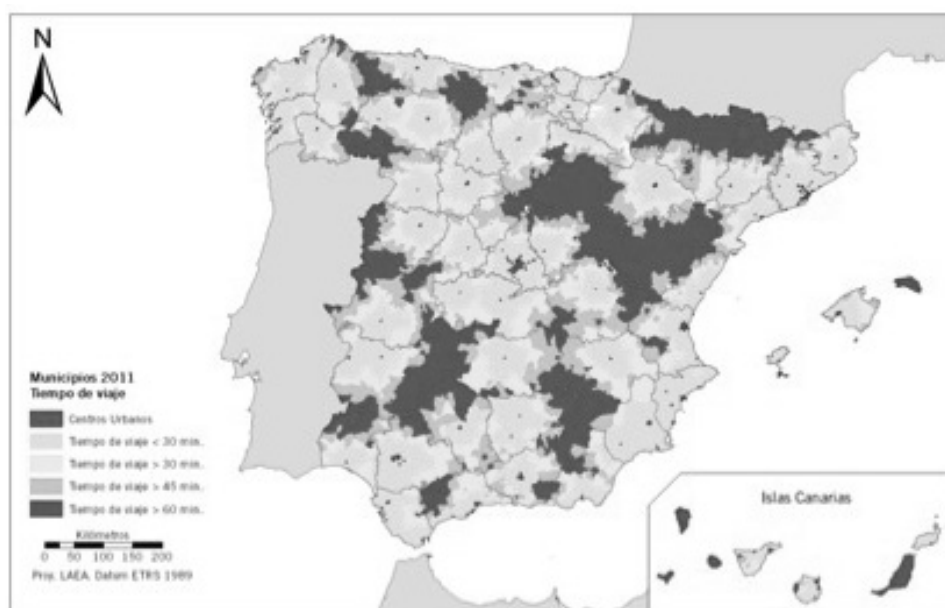 N
Municipios 2011
Tiempo de viaje
Centros Urbanos
Tiempo de viaje < 30 min.
Tiempo de viaje > 30 min.
Tiempo de viaje > 45 min.
Tiempo de viaje > 60 min.
Kilómetros
0 50 100 150 200
Proy. LAEA. Datum ETRS 1989
Islas Canarias